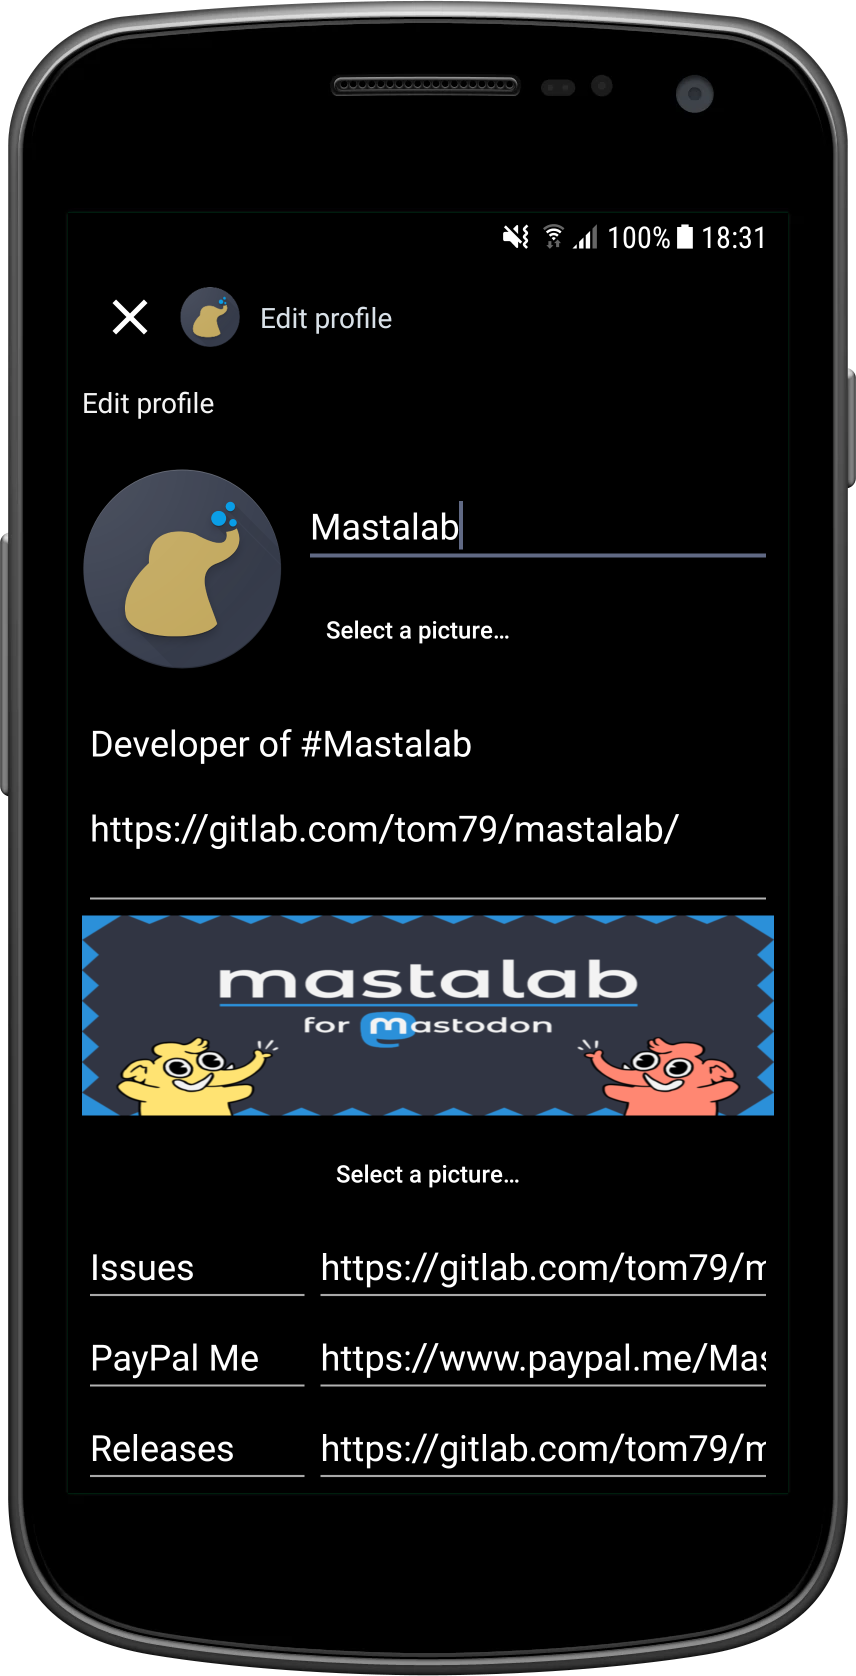 100% 18:31
Edit profile
Edit profile
Mastalab
Select a picture...
Developer of #Mastalab
https://gitlab.com/tom79/mastalab/
mastalab
for mastodon
Select a picture...
Issues https://gitlab.com/tom79/m
PayPal Me https://www.paypal.me/Mas
Releases https://gitlab.com/tom79/m